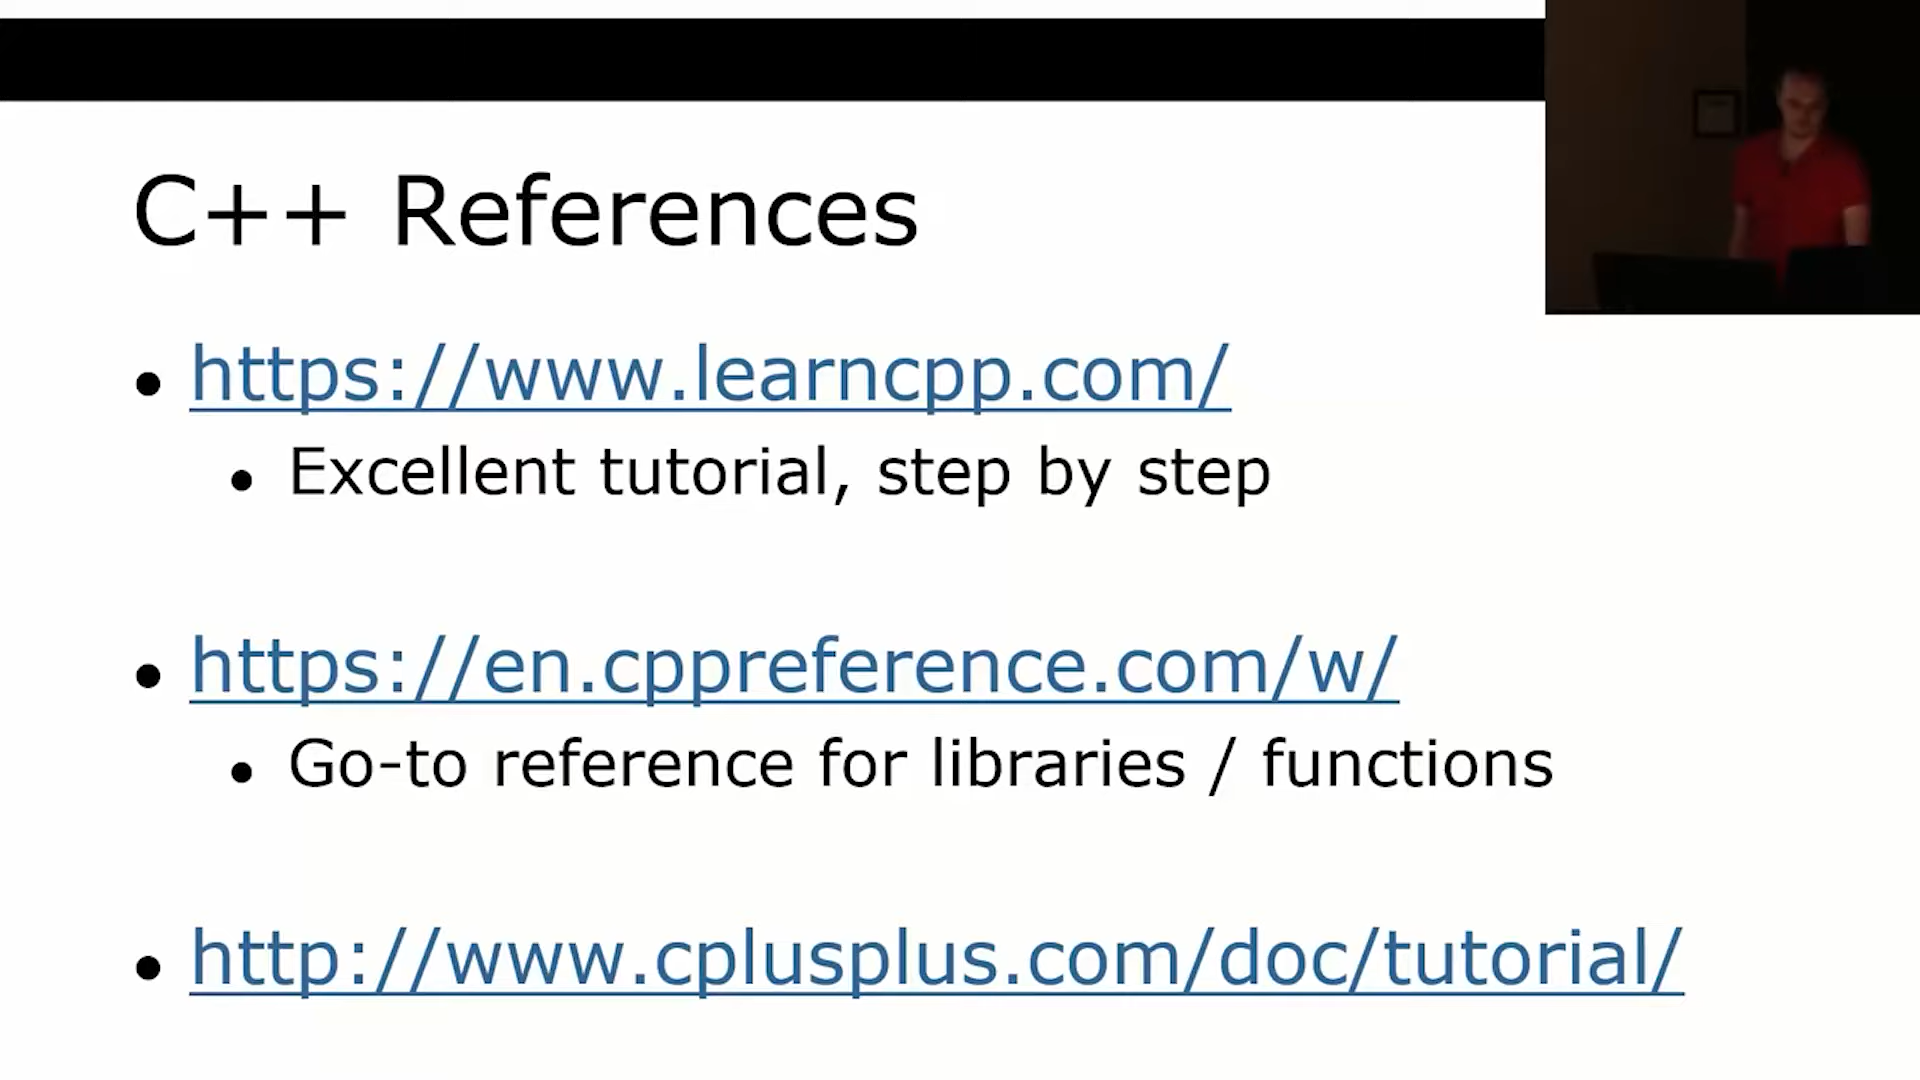 C++ References
• https://www.learncpp.com/
• Excellent tutorial, step by step
• https://en.cppreference.com/w/
• Go-to reference for libraries / functions
• http://www.cplusplus.com/doc/tutorial/